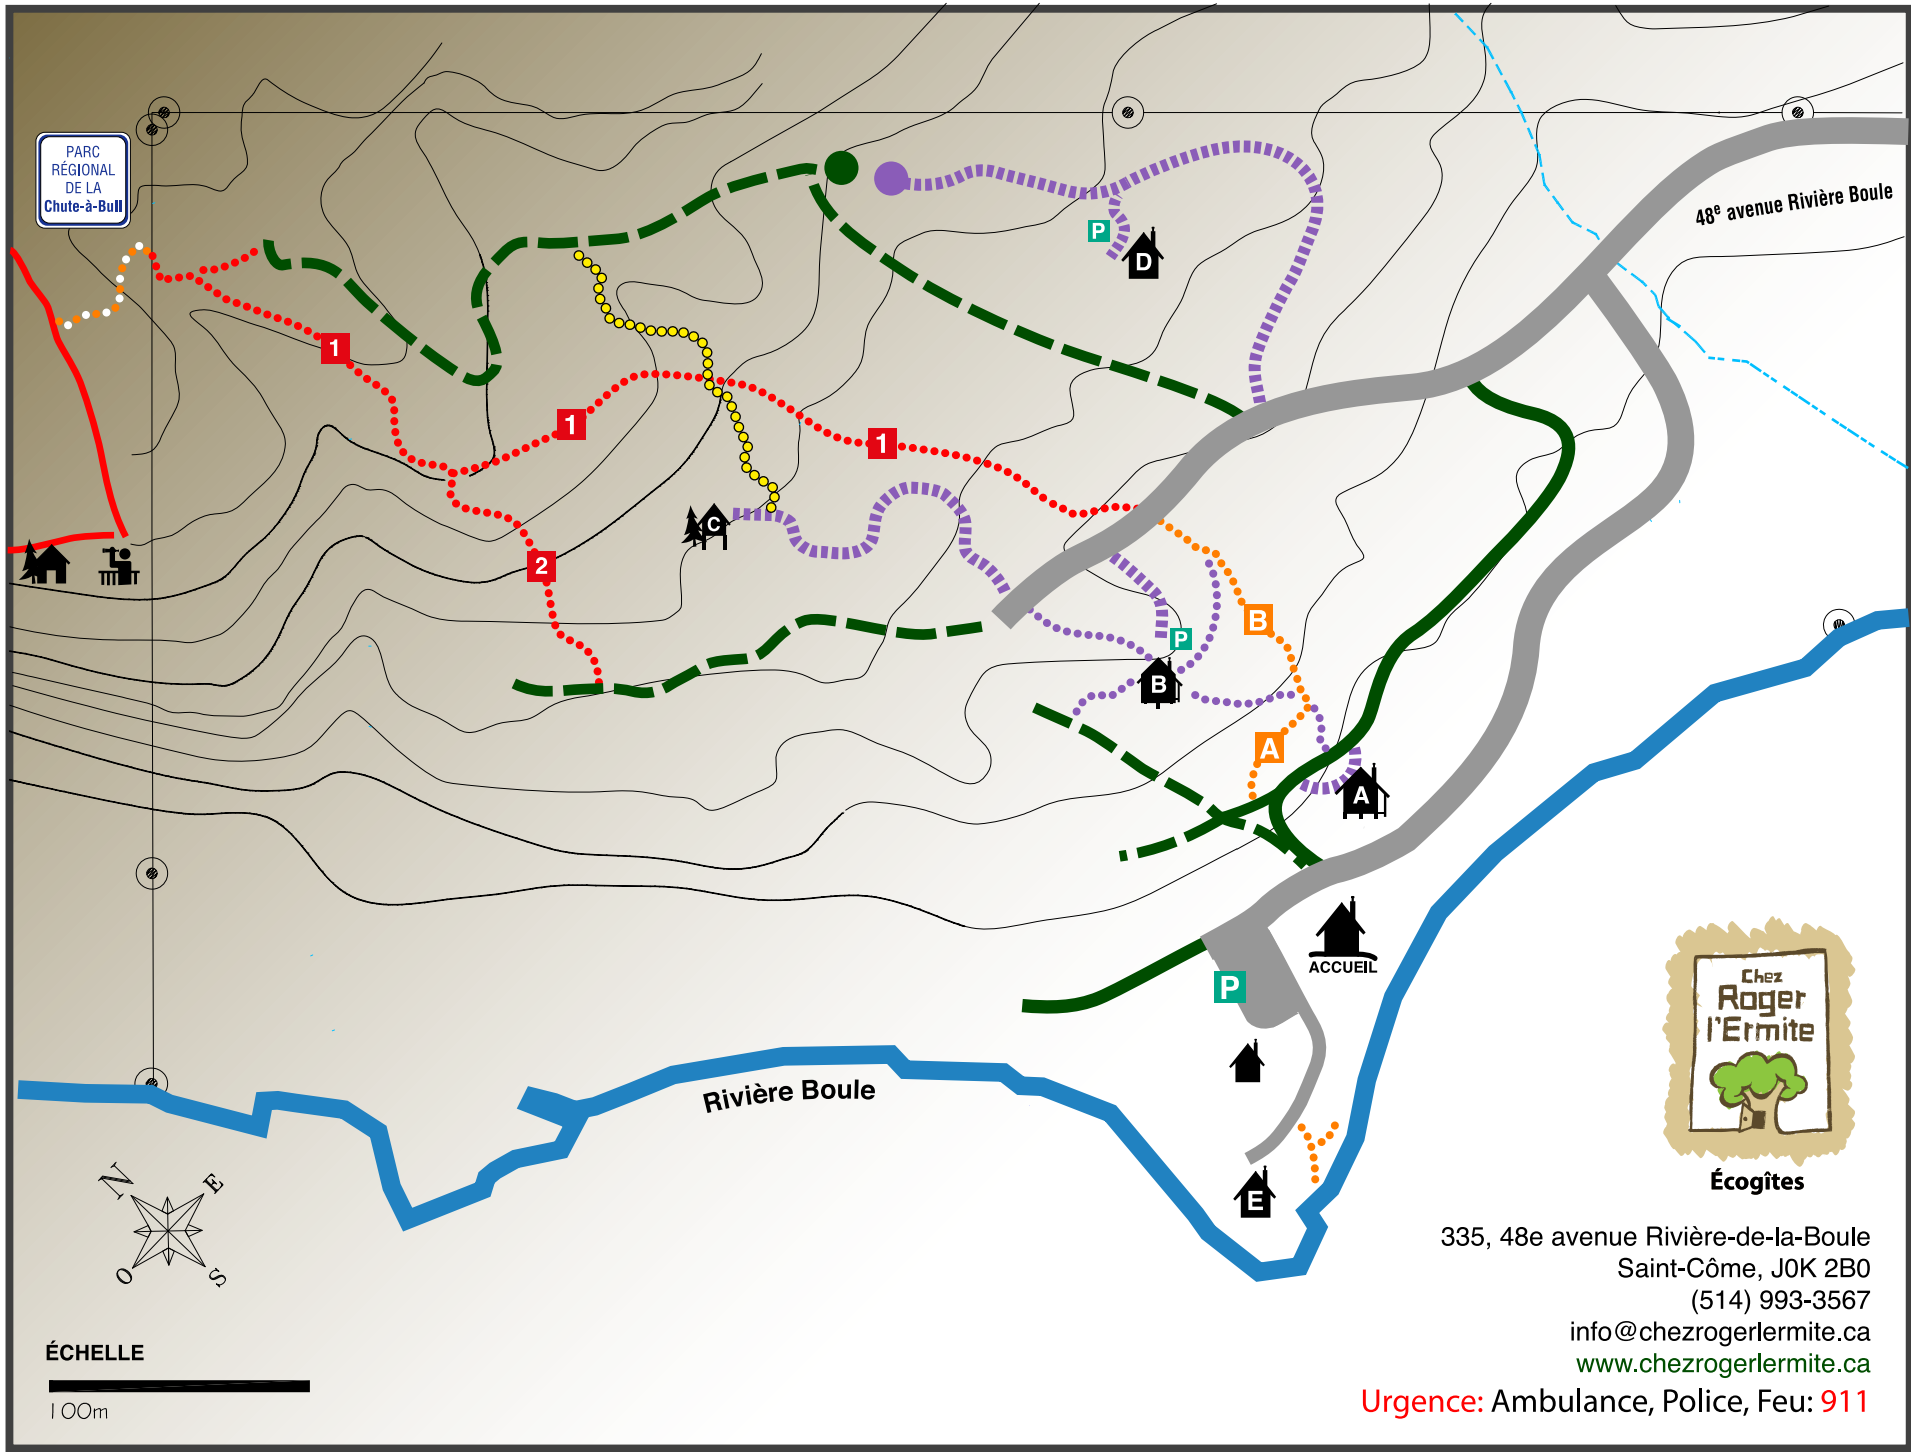 PARC
RÉGIONAL
DE LA
Chute-à-Bull
48e avenue Rivière Boule
P
D
1
1
1
C
2
B
P
B
A
A
ACCUEIL
P
E
Rivière Boule
Chez
Roger
l'Ermite
Écogîtes
N
E
O
S
335, 48e avenue Rivière-de-la-Boule
Saint-Côme, J0K 2B0
(514) 993-3567
info@chezrogerlermite.ca
www.chezrogerlermite.ca
Urgence: Ambulance, Police, Feu: 911
ÉCHELLE
100m